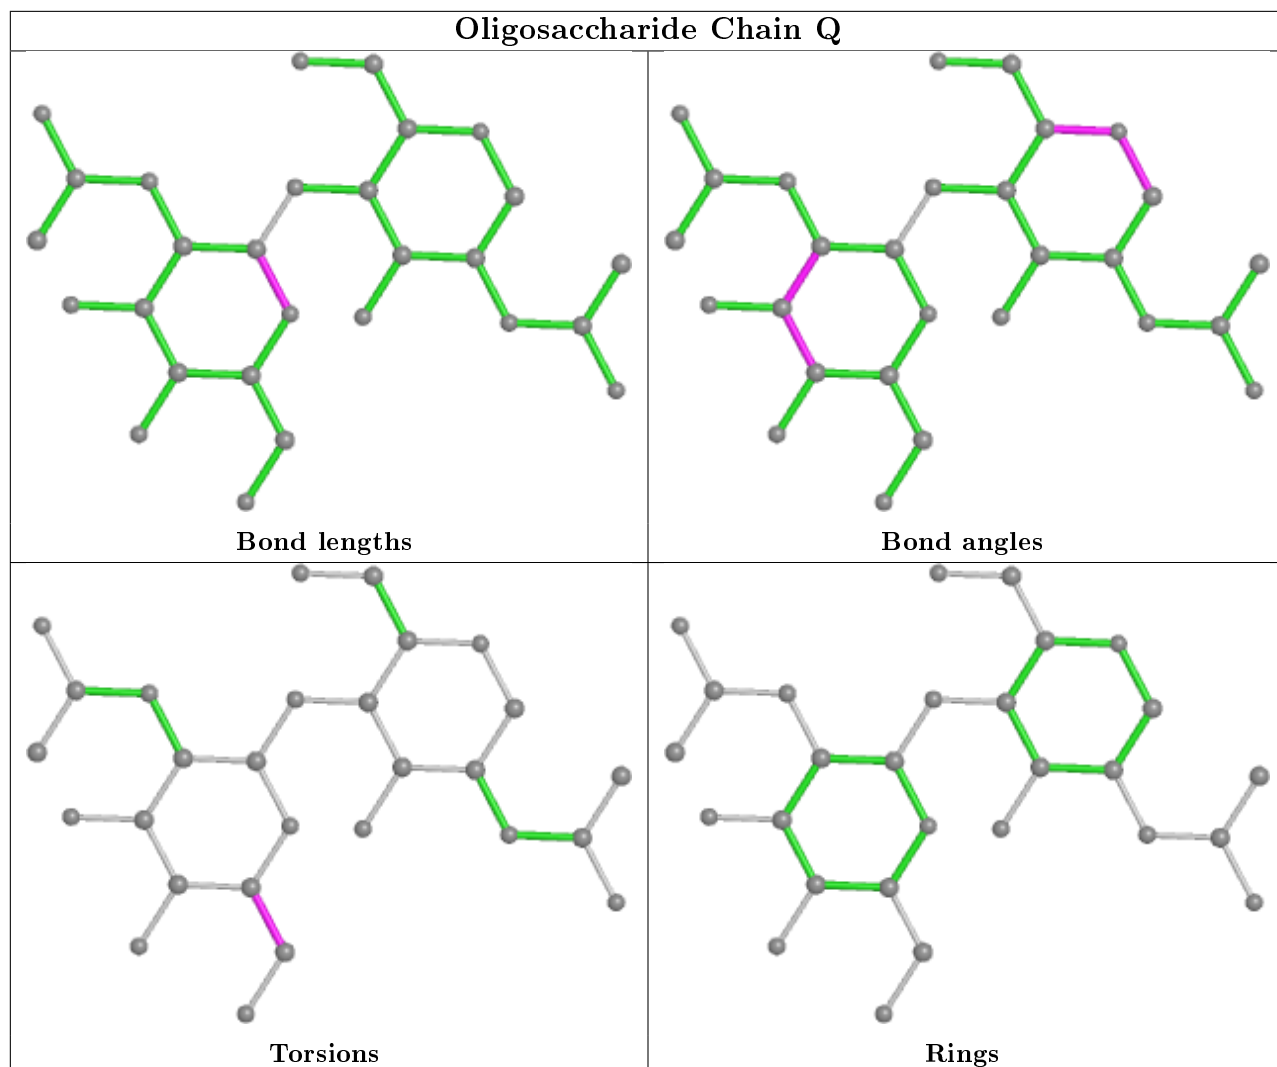 Oligosaccharide Chain Q
Bond lengths
Bond angles
Torsions
Rings